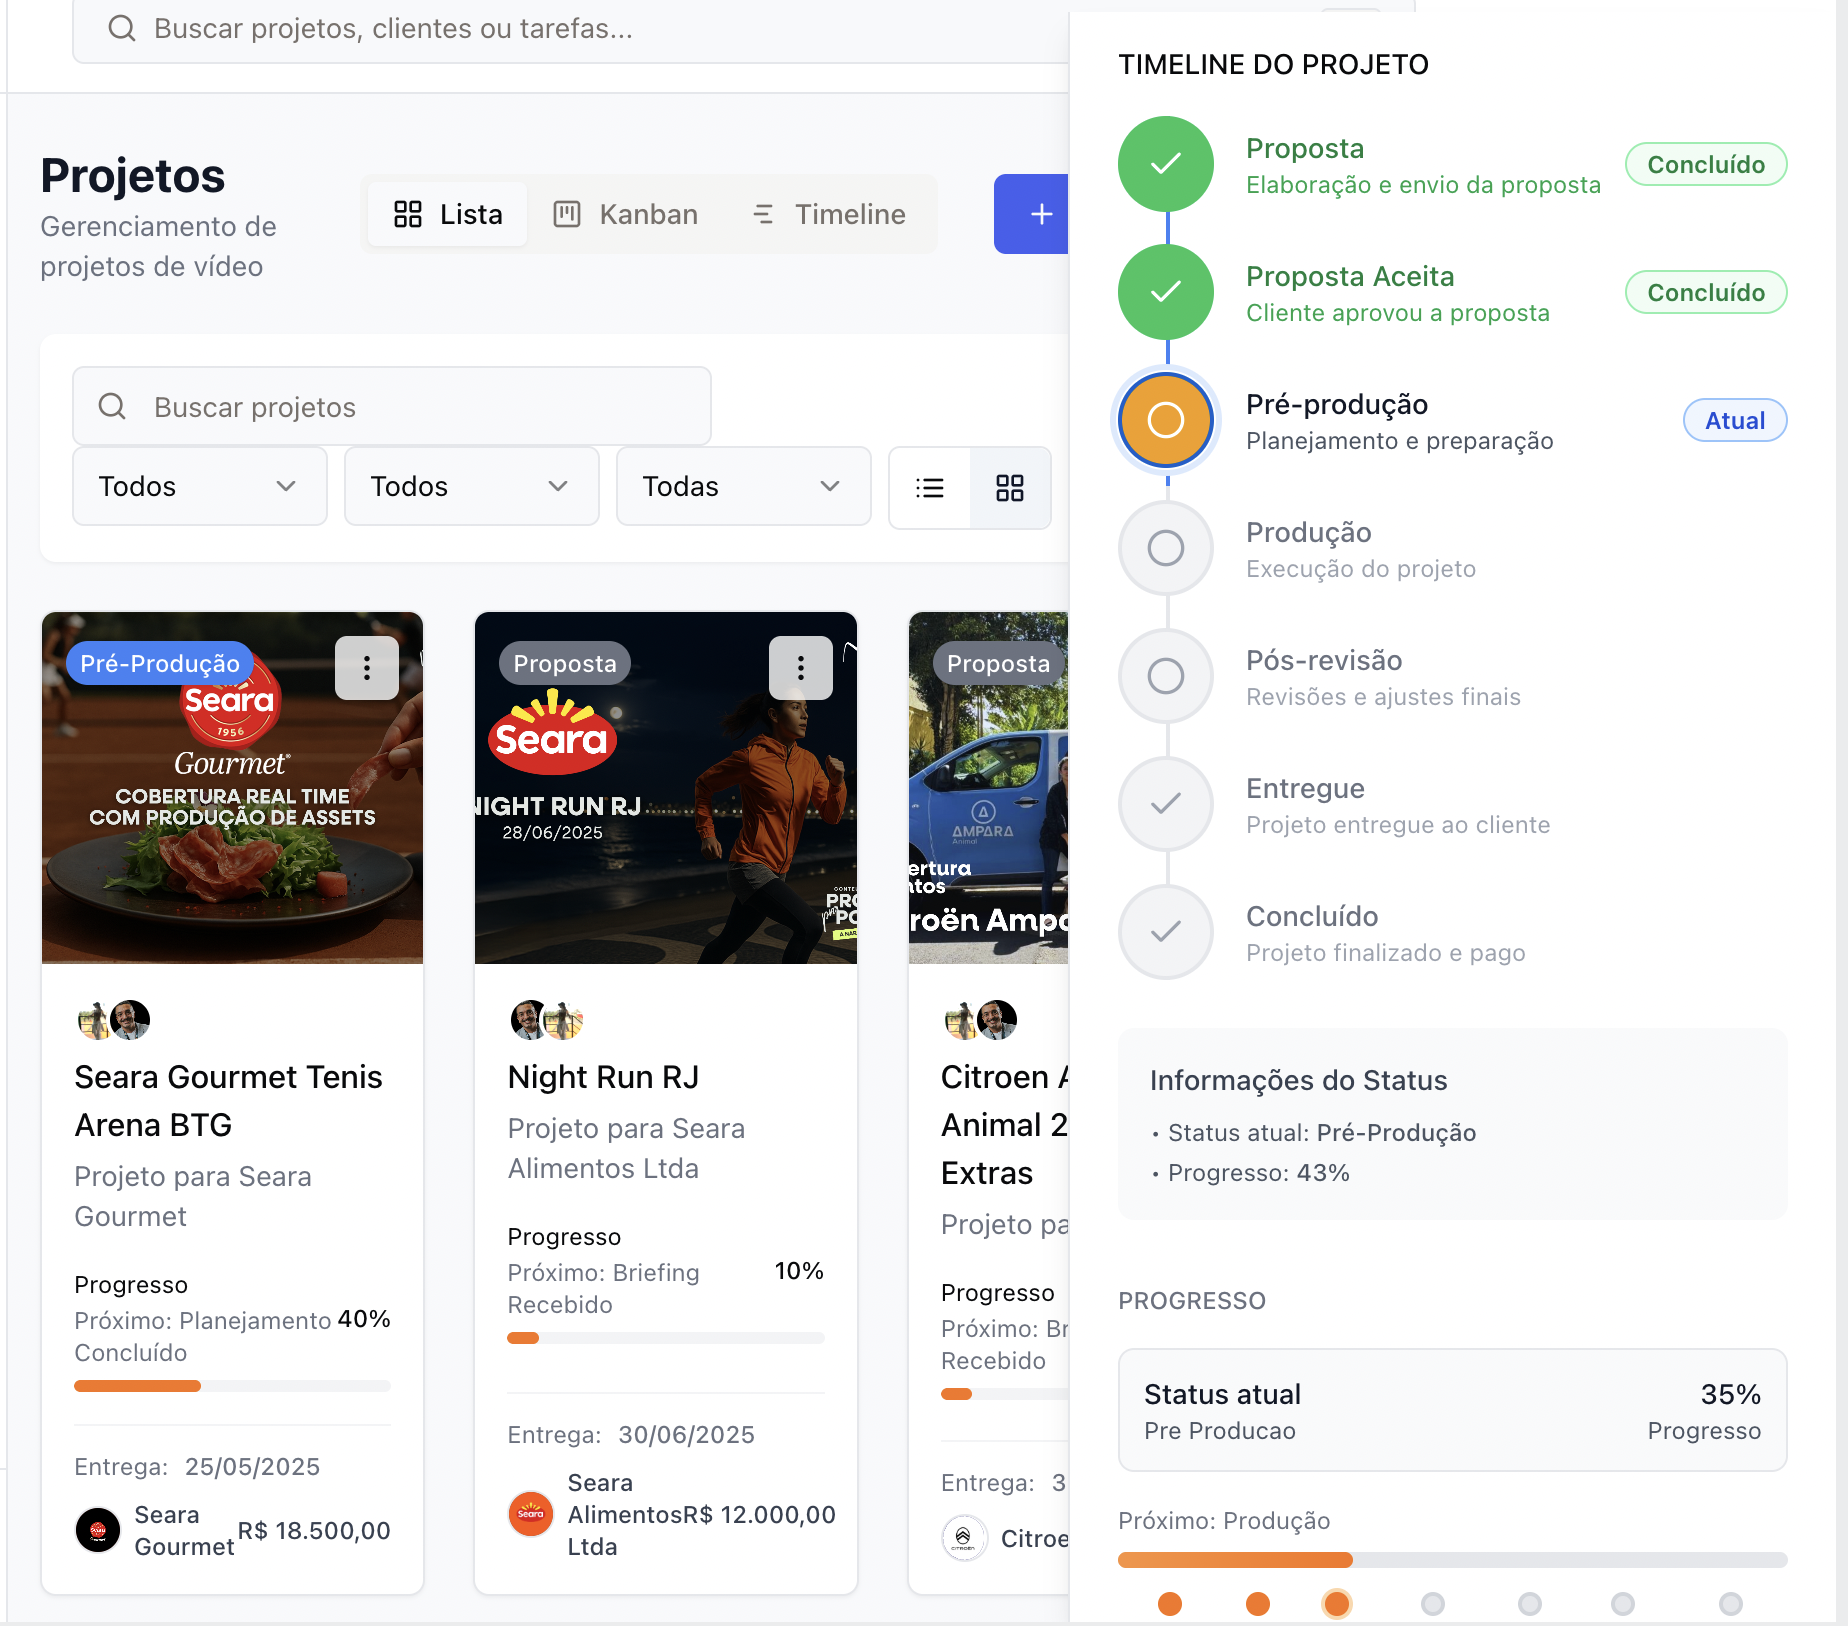 Buscar projetos, clientes ou tarefas...
Projetos
Gerenciamento de
projetos de vídeo
Lista
Kanban
Timeline
Buscar projetos
Todos
Todos
Todas
Pré-Produção
Seara
1956
Gourmet
COBERTURA REAL TIME
COM PRODUÇÃO DE ASSETS
Seara Gourmet Tenis
Arena BTG
Projeto para Seara
Gourmet
Progresso
Próximo: Planejamento
Concluído
40%
Entrega: 25/05/2025
Seara
Gourmet
R$ 18.500,00
Proposta
Seara
NIGHT RUN RJ
28/06/2025
Night Run RJ
Projeto para Seara
Alimentos Ltda
Progresso
Próximo: Briefing
Recebido
10%
Entrega: 30/06/2025
Seara
Seara
Alimentos
Ltda
R$ 12.000,00
Proposta
AMPARA
Animal
ertura
ntos
roën Ampa
Citroen A
Animal 2
Extras
Projeto pa
Progresso
Próximo: Br
Recebido
Entrega: 3
Citroe
TIMELINE DO PROJETO
Proposta
Elaboração e envio da proposta
Concluído
Proposta Aceita
Cliente aprovou a proposta
Concluído
Pré-produção
Planejamento e preparação
Atual
Produção
Execução do projeto
Pós-revisão
Revisões e ajustes finais
Entregue
Projeto entregue ao cliente
Concluído
Projeto finalizado e pago
Informações do Status
• Status atual: Pré-Produção
• Progresso: 43%
PROGRESSO
Status atual
Pre Producao
35%
Progresso
Próximo: Produção